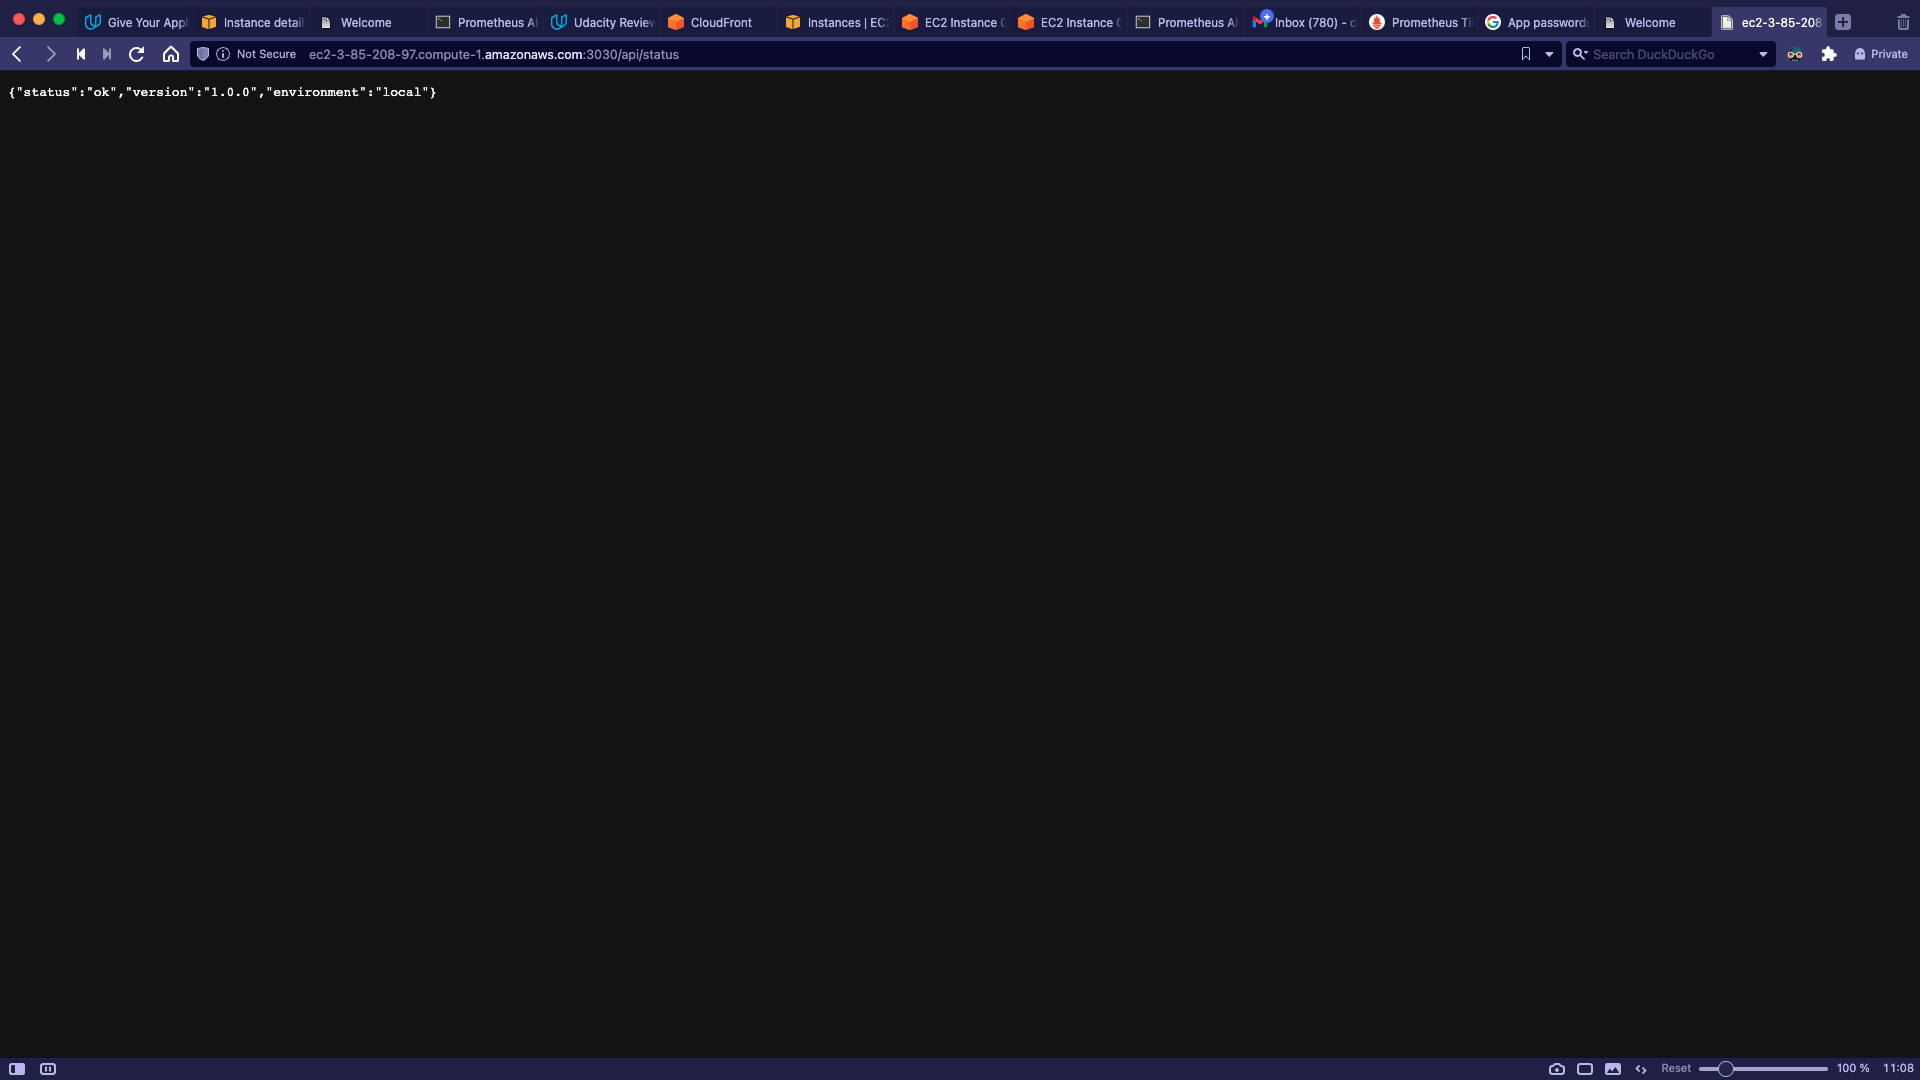 Give Your Appl
Instance detail
Welcome
Prometheus Al
Udacity Review
CloudFront
Instances | EC2
EC2 Instance C
EC2 Instance C
Prometheus Al
Inbox (780) - d
Prometheus Ti
App password
Welcome
ec2-3-85-208
Not Secure
ec2-3-85-208-97.compute-1.amazonaws.com:3030/api/status
Search DuckDuckGo
Private
{"status":"ok","version":"1.0.0","environment":"local"}
Reset
100 %
11:08